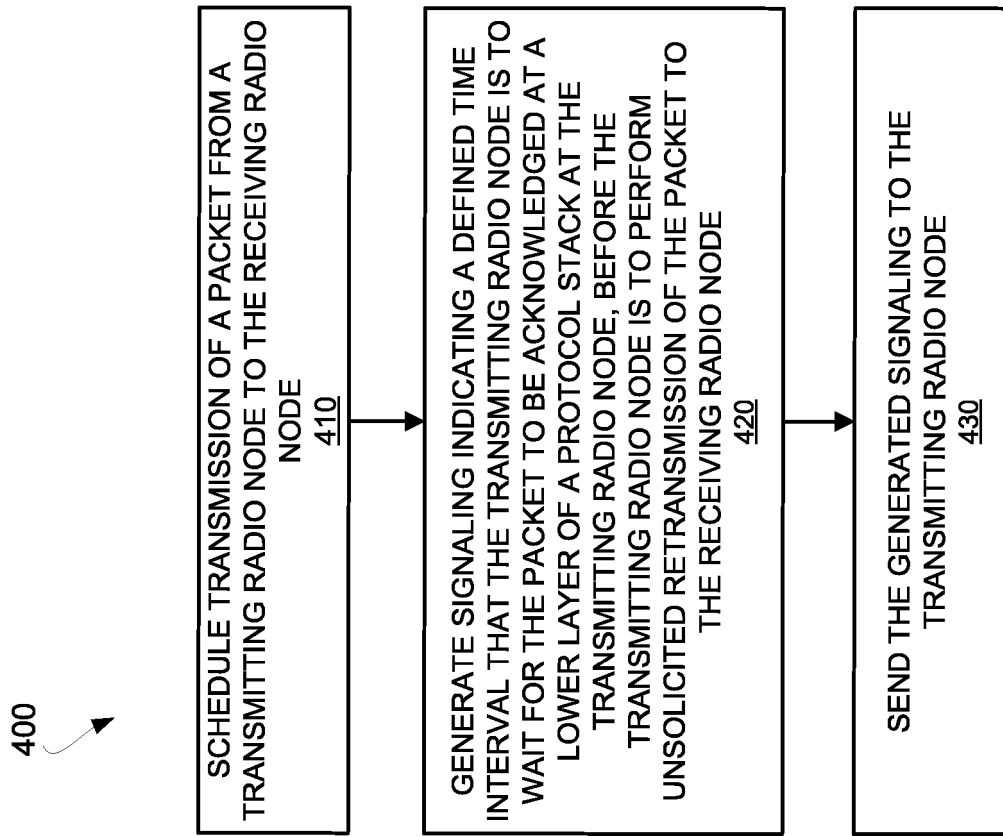 400
SCHEDULE TRANSMISSION OF A PACKET FROM A
TRANSMITTING RADIO NODE TO THE RECEIVING RADIO
NODE
410
GENERATE SIGNALING INDICATING A DEFINED TIME
INTERVAL THAT THE TRANSMITTING RADIO NODE IS TO
WAIT FOR THE PACKET TO BE ACKNOWLEDGED AT A
LOWER LAYER OF A PROTOCOL STACK AT THE
TRANSMITTING RADIO NODE, BEFORE THE
TRANSMITTING RADIO NODE IS TO PERFORM
UNSOLICITED RETRANSMISSION OF THE PACKET TO
THE RECEIVING RADIO NODE
420
SEND THE GENERATED SIGNALING TO THE
TRANSMITTING RADIO NODE
430